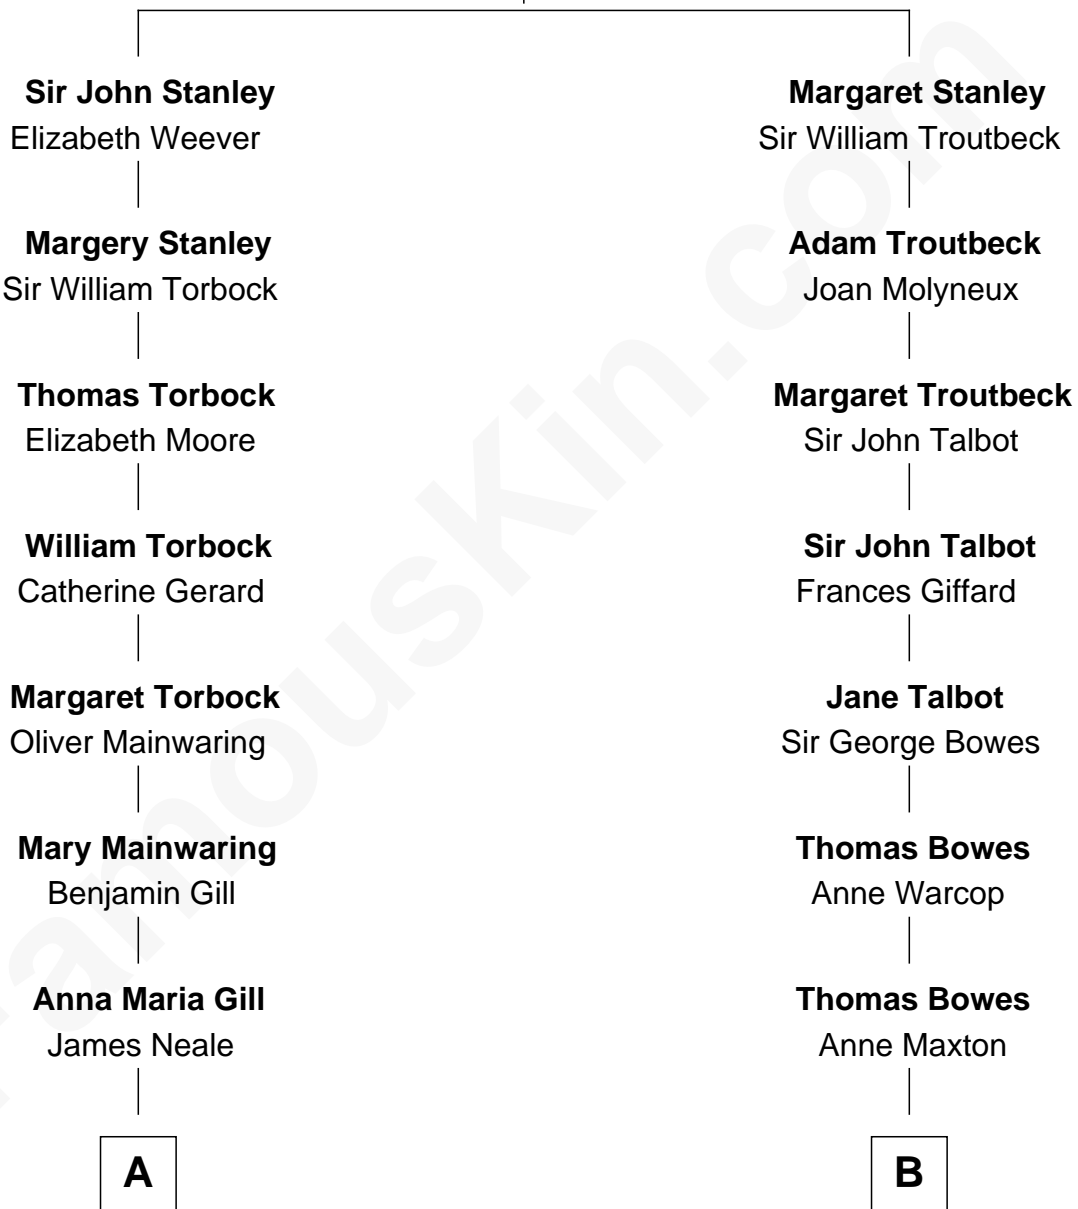 Sir John Stanley
Elizabeth Weever
Margaret Stanley
Sir William Troutbeck
Margery Stanley
Sir William Torbock
Adam Troutbeck
Joan Molyneux
Thomas Torbock
Elizabeth Moore
Margaret Troutbeck
Sir John Talbot
William Torbock
Catherine Gerard
Sir John Talbot
Frances Giffard
Margaret Torbock
Oliver Mainwaring
Jane Talbot
Sir George Bowes
Mary Mainwaring
Benjamin Gill
Thomas Bowes
Anne Warcop
Anna Maria Gill
James Neale
Thomas Bowes
Anne Maxton
A
B
FamousKin.com